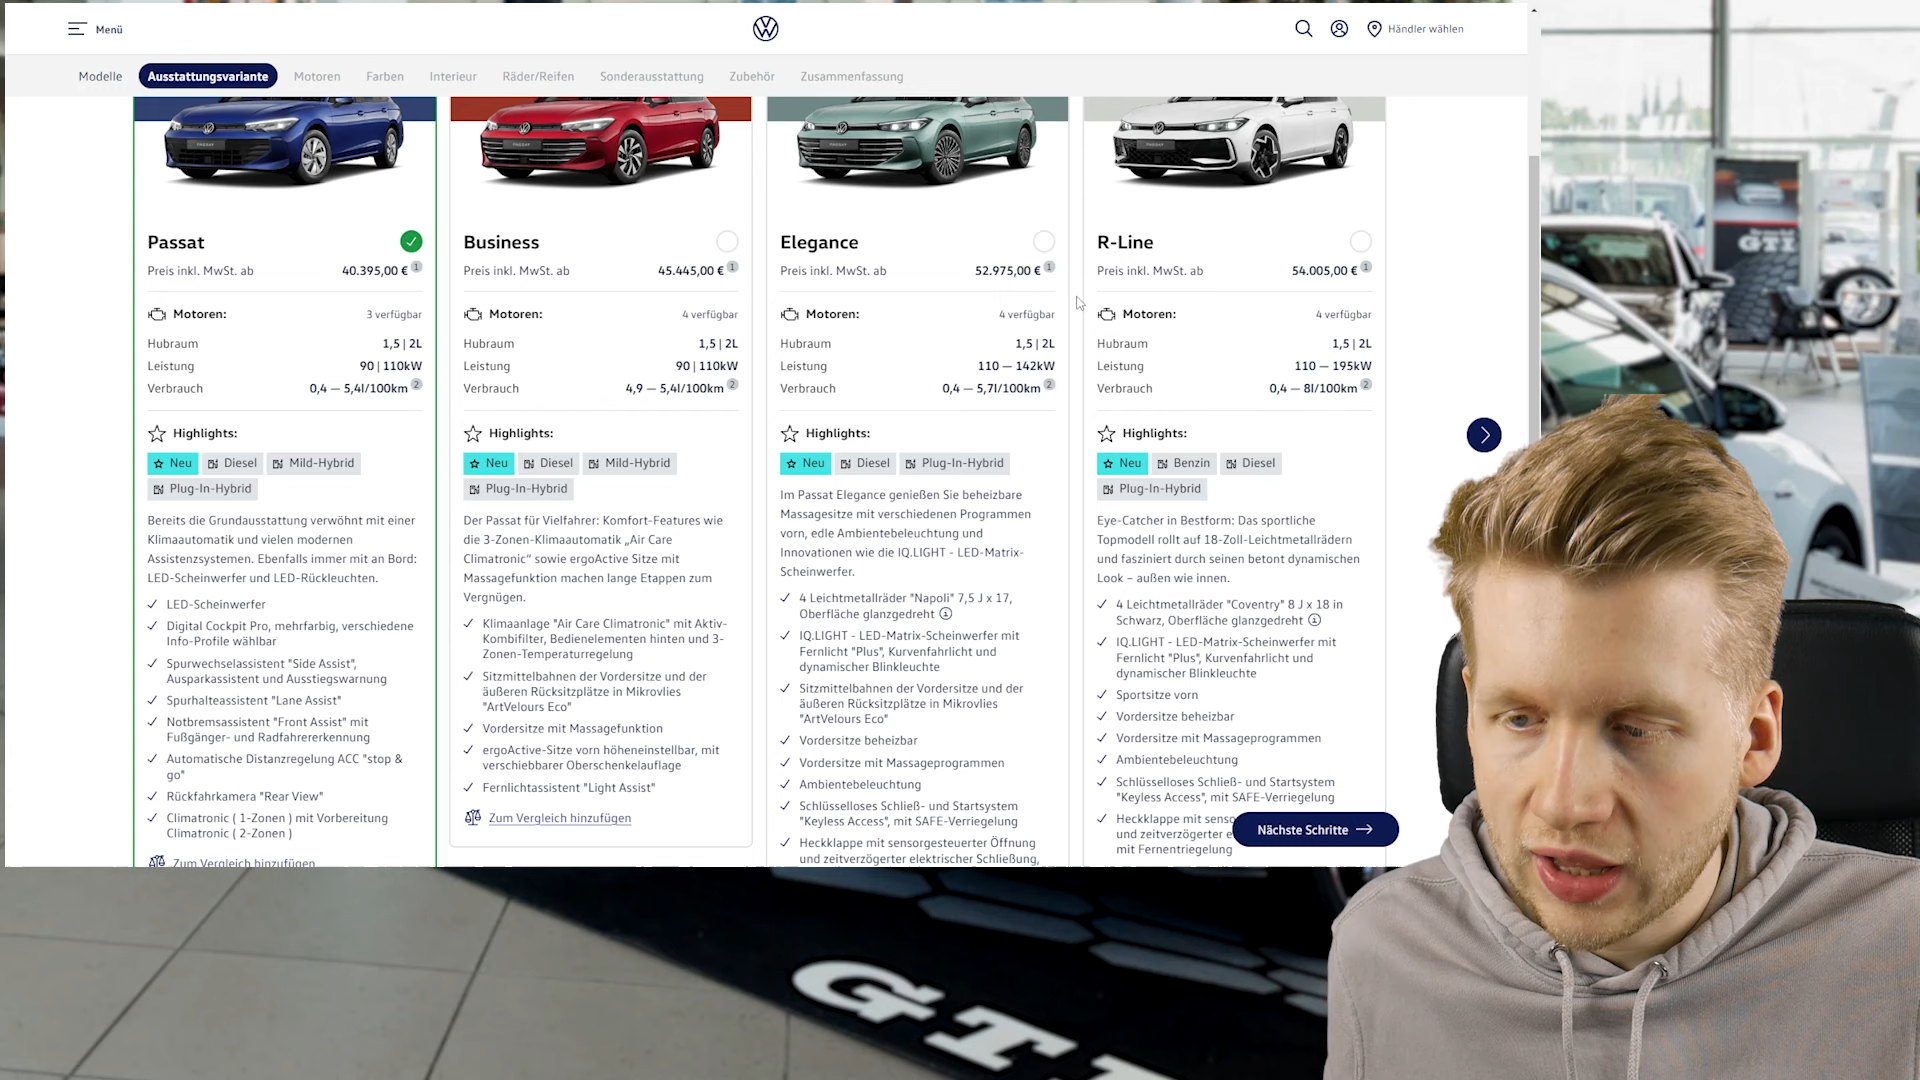 Menü
Händler wählen
Modelle
Ausstattungsvariante
Motoren
Farben
Interieur
Räder/Reifen
Sonderausstattung
Zubehör
Zusammenfassung
Passat
Preis inkl. MwSt. ab 40.395,00 € 1
Motoren: 3 verfügbar
Hubraum 1,5 | 2L
Leistung 90 | 110kW
Verbrauch 0,4 — 5,4l/100km 2
Highlights:
Neu Diesel Mild-Hybrid
Plug-In-Hybrid
Bereits die Grundausstattung verwöhnt mit einer
Klimaautomatik und vielen modernen
Assistenzsystemen. Ebenfalls immer mit an Bord:
LED-Scheinwerfer und LED-Rückleuchten.
LED-Scheinwerfer
Digital Cockpit Pro, mehrfarbig, verschiedene
Info-Profile wählbar
Spurwechselassistent "Side Assist",
Ausparkassistent und Ausstiegswarnung
Spurhalteassistent "Lane Assist"
Notbremsassistent "Front Assist" mit
Fußgänger- und Radfahrererkennung
Automatische Distanzregelung ACC "stop &
go"
Rückfahrkamera "Rear View"
Climatronic ( 1-Zonen ) mit Vorbereitung
Climatronic ( 2-Zonen )
Zum Vergleich hinzufügen
Business
Preis inkl. MwSt. ab 45.445,00 € 1
Motoren: 4 verfügbar
Hubraum 1,5 | 2L
Leistung 90 | 110kW
Verbrauch 4,9 — 5,4l/100km 2
Highlights:
Neu Diesel Mild-Hybrid
Plug-In-Hybrid
Der Passat für Vielfahrer: Komfort-Features wie
die 3-Zonen-Klimaautomatik „Air Care
Climatronic" sowie ergoActive Sitze mit
Massagefunktion machen lange Etappen zum
Vergnügen.
Klimaanlage "Air Care Climatronic" mit Aktiv-
Kombifilter, Bedienelementen hinten und 3-
Zonen-Temperaturregelung
Sitzmittelbahnen der Vordersitze und der
äußeren Rücksitzplätze in Mikrovlies
"ArtVelours Eco"
Vordersitze mit Massagefunktion
ergoActive-Sitze vorn höheneinstellbar, mit
verschiebbarer Oberschenkelauflage
Fernlichtassistent "Light Assist"
Zum Vergleich hinzufügen
Elegance
Preis inkl. MwSt. ab 52.975,00 € 1
Motoren: 4 verfügbar
Hubraum 1,5 | 2L
Leistung 110 — 142kW
Verbrauch 0,4 — 5,7l/100km 2
Highlights:
Neu Diesel Plug-In-Hybrid
Im Passat Elegance genießen Sie beheizbare
Massagesitze mit verschiedenen Programmen
vorn, edle Ambientebeleuchtung und
Innovationen wie die IQ.LIGHT - LED-Matrix-
Scheinwerfer.
4 Leichtmetallräder "Napoli" 7,5 J x 17,
Oberfläche glanzgedreht
IQ.LIGHT - LED-Matrix-Scheinwerfer mit
Fernlicht "Plus", Kurvenfahrlicht und
dynamischer Blinkleuchte
Sitzmittelbahnen der Vordersitze und der
äußeren Rücksitzplätze in Mikrovlies
"ArtVelours Eco"
Vordersitze beheizbar
Vordersitze mit Massageprogrammen
Ambientebeleuchtung
Schlüsselloses Schließ- und Startsystem
"Keyless Access", mit SAFE-Verriegelung
Heckklappe mit sensorgesteuerter Öffnung
und zeitverzögerter elektrischer Schließung,
R-Line
Preis inkl. MwSt. ab 54.005,00 € 1
Motoren: 4 verfügbar
Hubraum 1,5 | 2L
Leistung 110 — 195kW
Verbrauch 0,4 — 8l/100km 2
Highlights:
Neu Benzin Diesel
Plug-In-Hybrid
Eye-Catcher in Bestform: Das sportliche
Topmodell rollt auf 18-Zoll-Leichtmetallrädern
und fasziniert durch seinen betont dynamischen
Look – außen wie innen.
4 Leichtmetallräder "Coventry" 8 J x 18 in
Schwarz, Oberfläche glanzgedreht
IQ.LIGHT - LED-Matrix-Scheinwerfer mit
Fernlicht "Plus", Kurvenfahrlicht und
dynamischer Blinkleuchte
Sportsitze vorn
Vordersitze beheizbar
Vordersitze mit Massageprogrammen
Ambientebeleuchtung
Schlüsselloses Schließ- und Startsystem
"Keyless Access", mit SAFE-Verriegelung
Heckklappe mit senso
und zeitverzögerter e
mit Fernentriegelung
Nächste Schritte
GTI
GTI